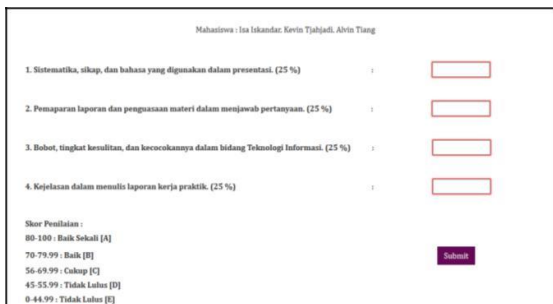 Mahasiswa : Isa Iskandar, Kevin Tjahjadi, Alvin Tiang
1. Sistematika, sikap, dan bahasa yang digunakan dalam presentasi. (25 %) :
2. Pemaparan laporan dan penguasaan materi dalam menjawab pertanyaan. (25 %) :
3. Bobot, tingkat kesulitan, dan kecocokannya dalam bidang Teknologi Informasi. (25 %) :
4. Kejelasan dalam menulis laporan kerja praktik. (25 %) :
Skor Penilaian :
80-100 : Baik Sekali [A]
70-79.99 : Baik [B]
Submit
56-69.99 : Cukup [C]
45-55.99 : Tidak Lulus [D]
0-44.99 : Tidak Lulus [E]